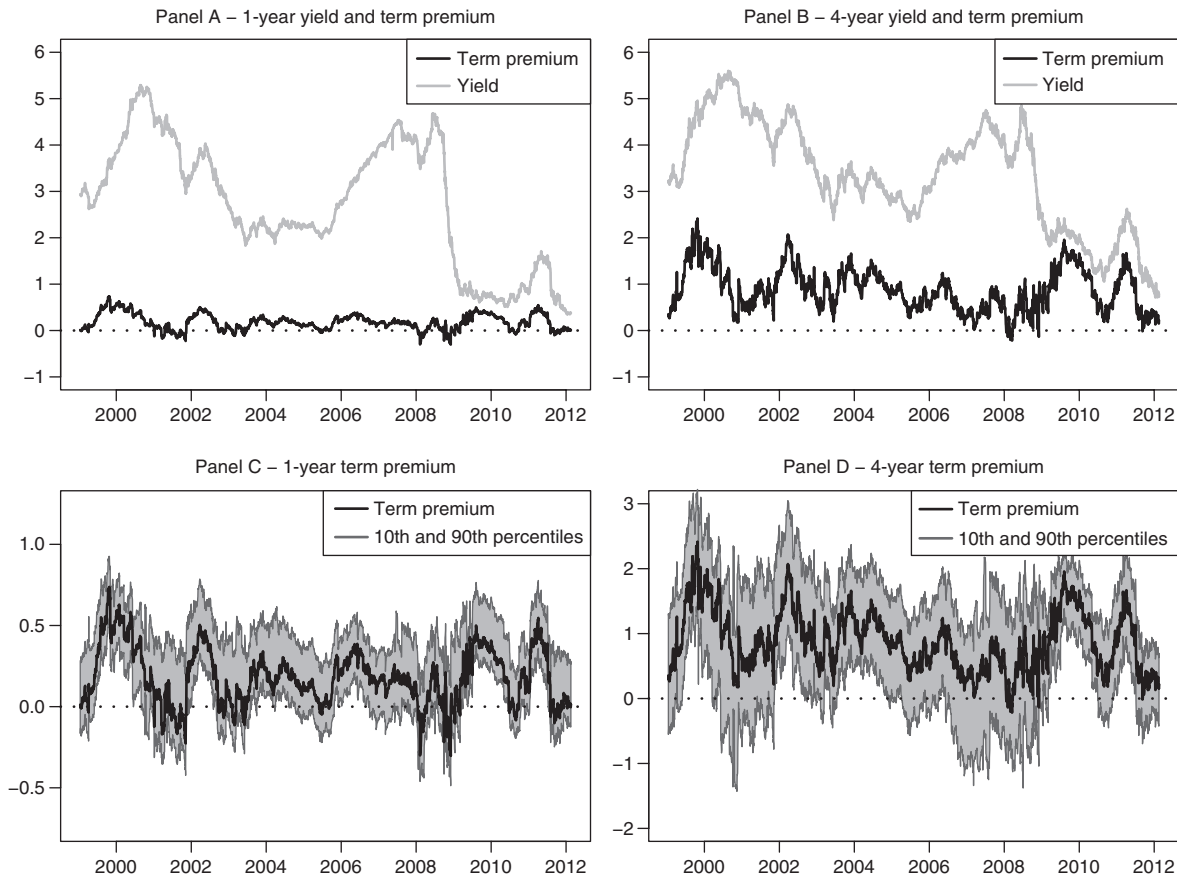 Panel A – 1-year yield and term premium
6
5
4
3
2
1
0
−1
Term premium
Yield
2000 2002 2004 2006 2008 2010 2012
Panel B – 4-year yield and term premium
6
5
4
3
2
1
0
−1
Term premium
Yield
2000 2002 2004 2006 2008 2010 2012
Panel C – 1-year term premium
1.0
0.5
0.0
−0.5
Term premium
10th and 90th percentiles
2000 2002 2004 2006 2008 2010 2012
Panel D – 4-year term premium
3
2
1
0
−1
−2
Term premium
10th and 90th percentiles
2000 2002 2004 2006 2008 2010 2012